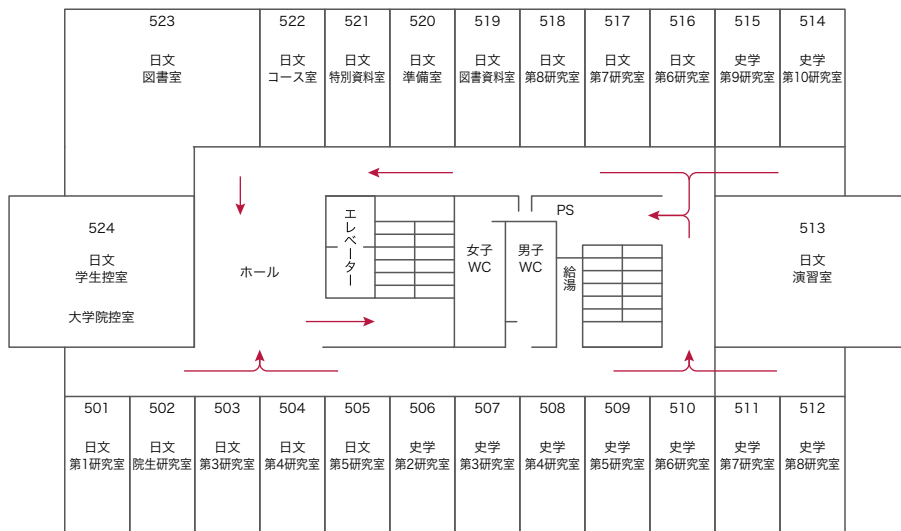 523
日文
図書室
522
日文
コース室
521
日文
特別資料室
520
日文
準備室
519
日文
図書資料室
518
日文
第8研究室
517
日文
第7研究室
516
日文
第6研究室
515
史学
第9研究室
514
史学
第10研究室
524
日文
学生控室
大学院控室
ホール
エレベーター
女子
WC
男子
WC
PS
給湯
513
日文
演習室
501
日文
第1研究室
502
日文
院生研究室
503
日文
第3研究室
504
日文
第4研究室
505
日文
第5研究室
506
史学
第2研究室
507
史学
第3研究室
508
史学
第4研究室
509
史学
第5研究室
510
史学
第6研究室
511
史学
第7研究室
512
史学
第8研究室